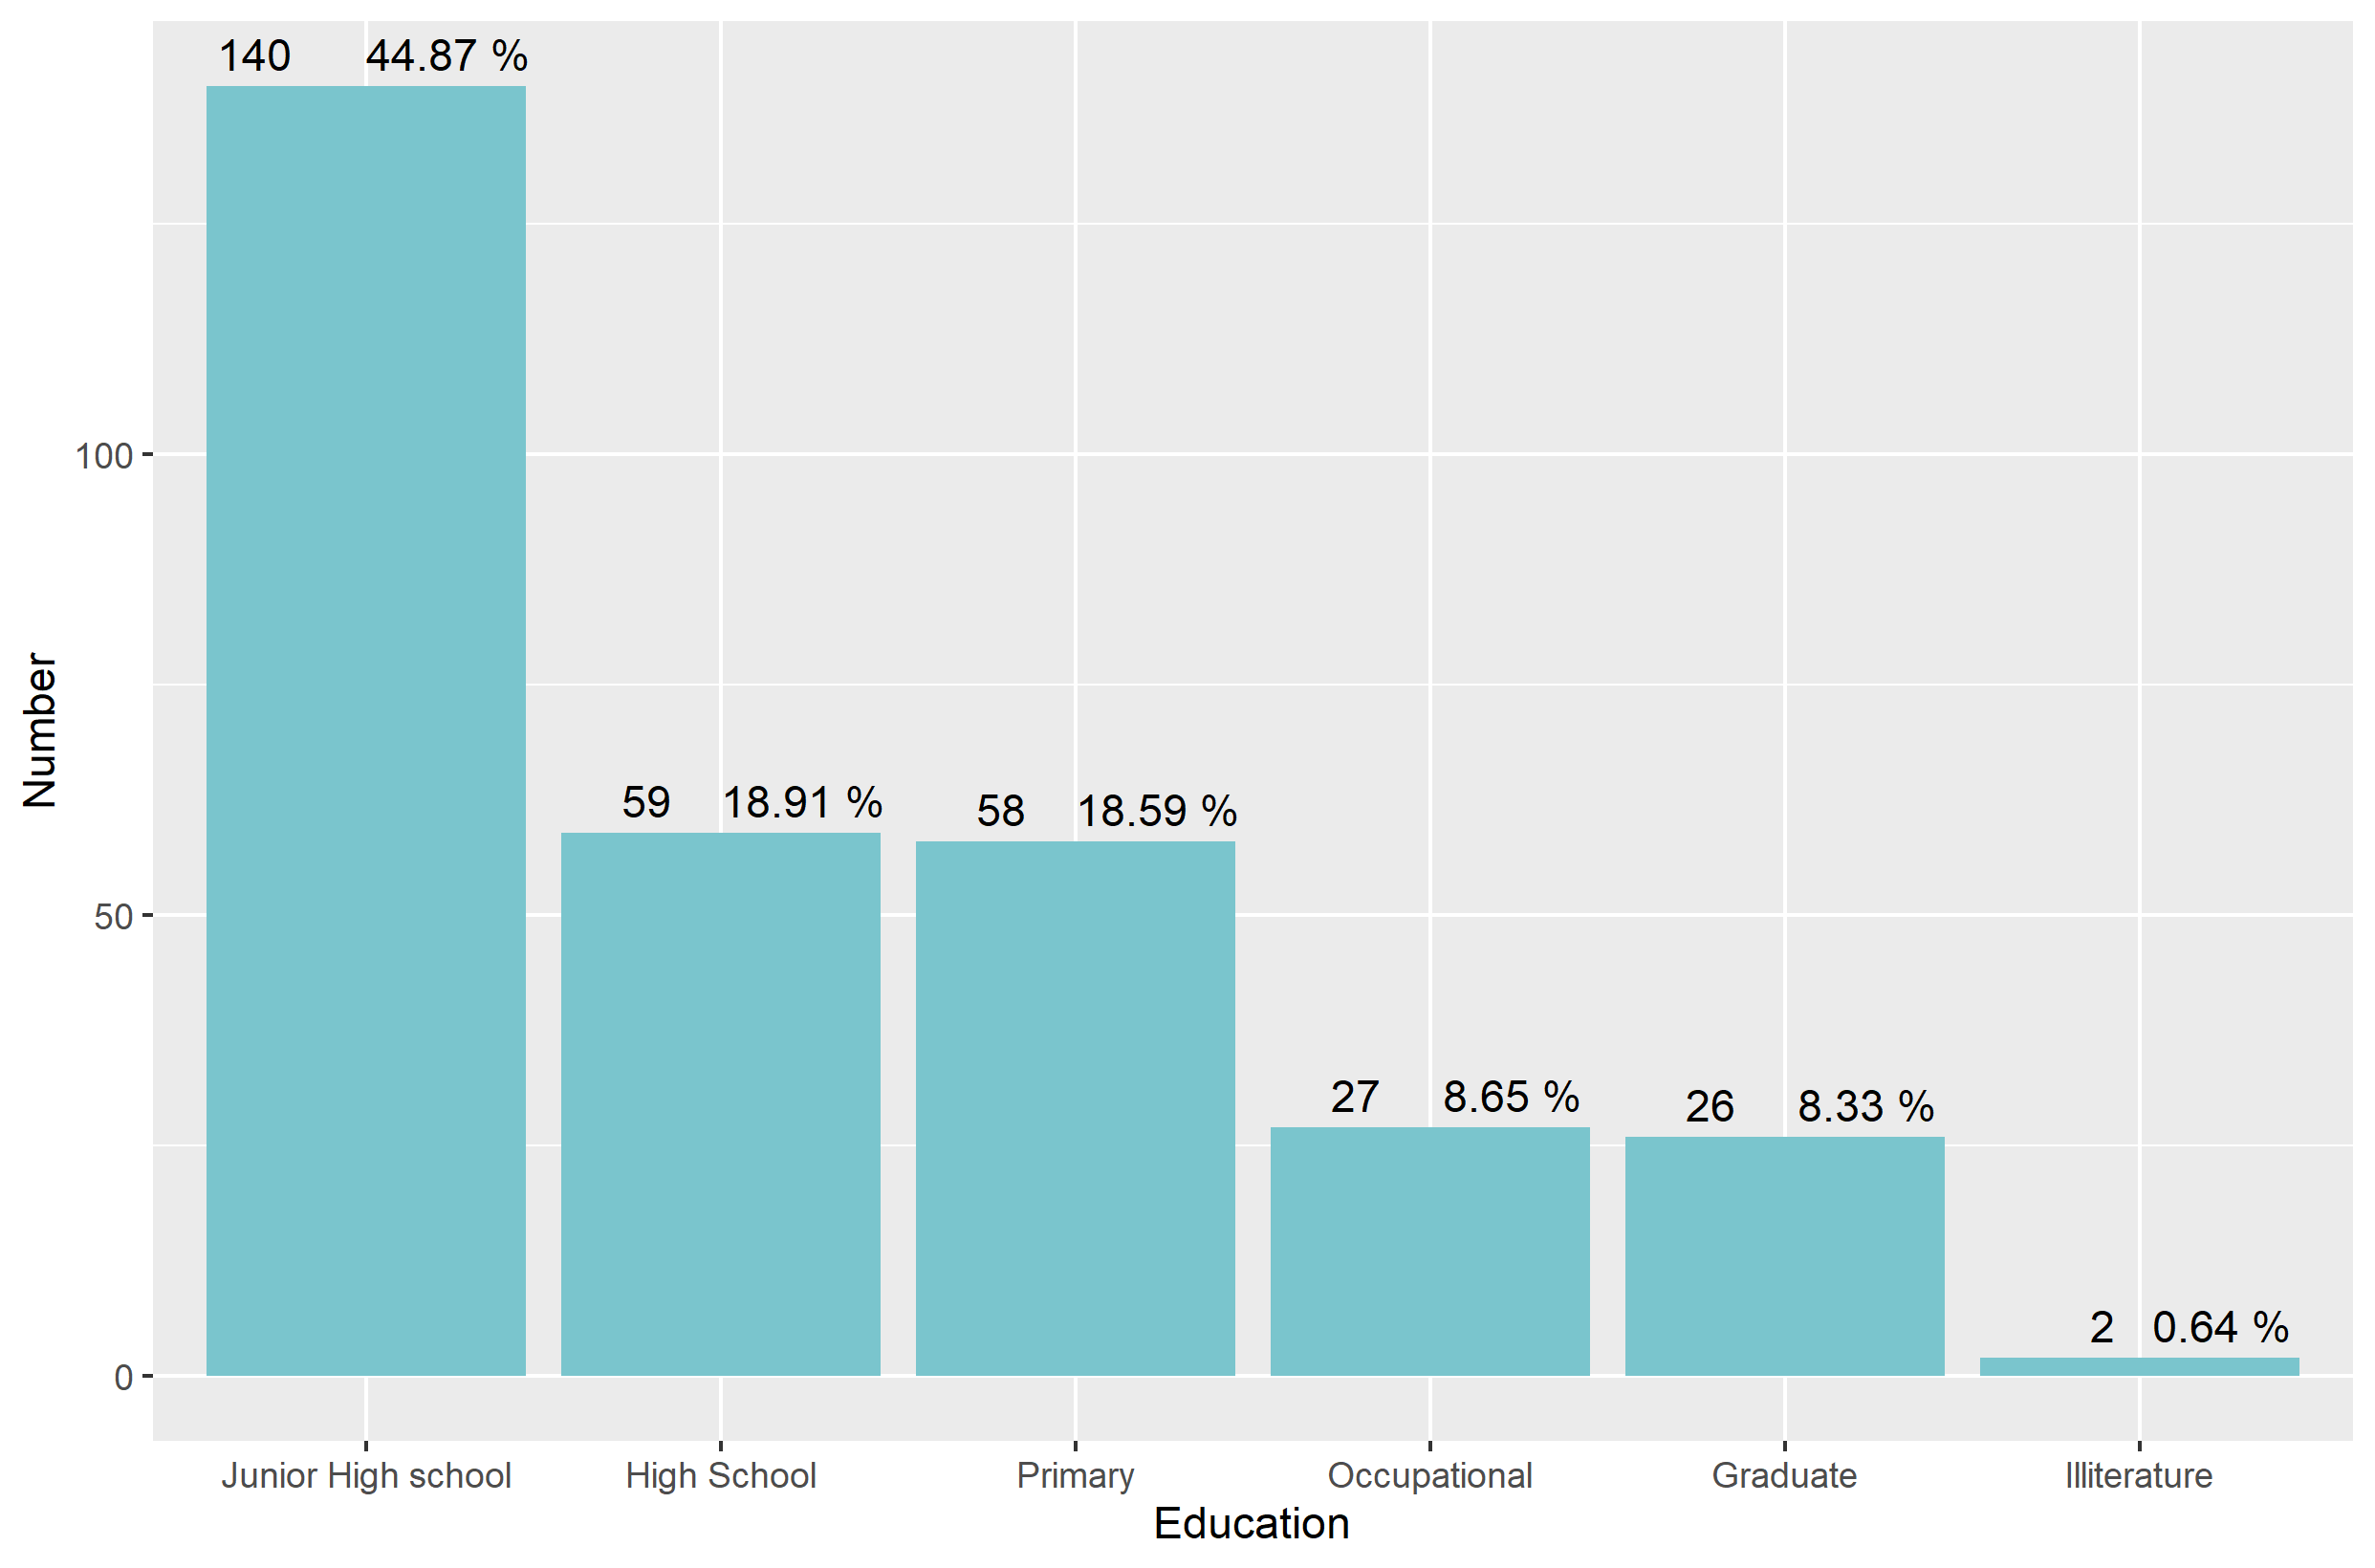 140 44.87 %
59 18.91 %
58 18.59 %
27 8.65 %
26 8.33 %
2 0.64 %
100
50
0
Number
Junior High school
High School
Primary
Occupational
Graduate
Illiterature
Education